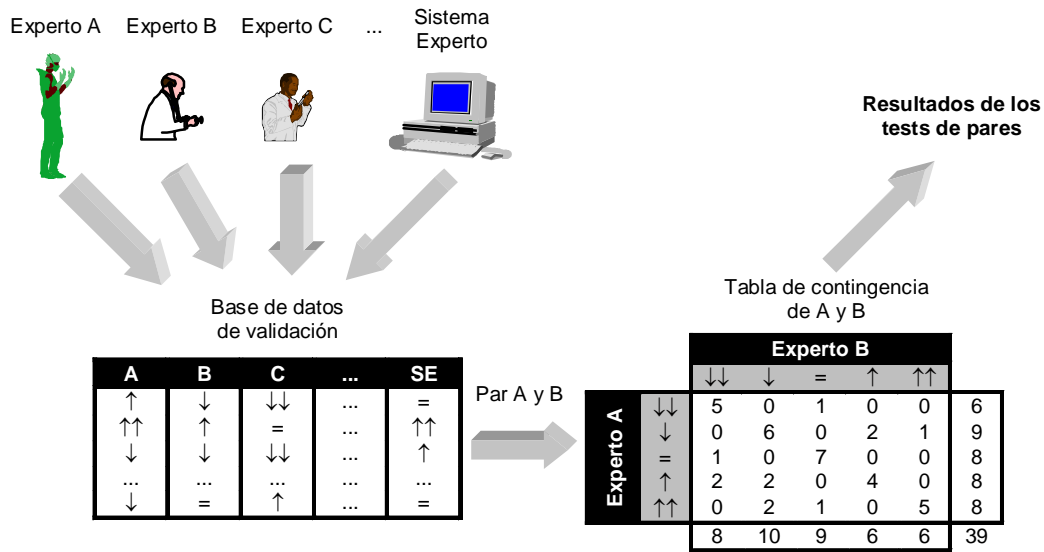 Experto A Experto B Experto C ... Sistema
Experto
Resultados de los
tests de pares
Base de datos
de validación
A B C ... SE
↑ ↓ ↓↓ ... =
↑↑ ↑ = ... ↑↑
↓ ↓ ↓↓ ... ↑
... ... ... ... ...
↓ = ↑ ... =
Par A y B
Tabla de contingencia
de A y B
Experto B
↓↓ ↓ = ↑ ↑↑
Experto A
↓↓ 5 0 1 0 0 6
↓ 0 6 0 2 1 9
= 1 0 7 0 0 8
↑ 2 2 0 4 0 8
↑↑ 0 2 1 0 5 8
8 10 9 6 6 39